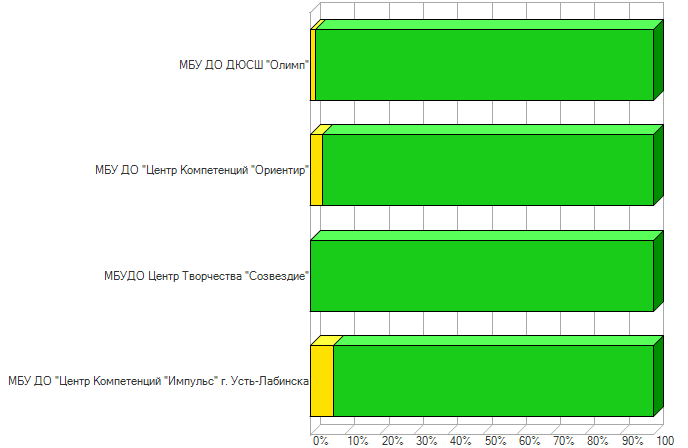 МБУ ДО ДЮСШ "Олимп"
МБУ ДО "Центр Компетенций "Ориентир"
МБУДО Центр Творчества "Созвездие"
МБУ ДО "Центр Компетенций "Импульс" г. Усть-Лабинска
0% 10% 20% 30% 40% 50% 60% 70% 80% 90% 100